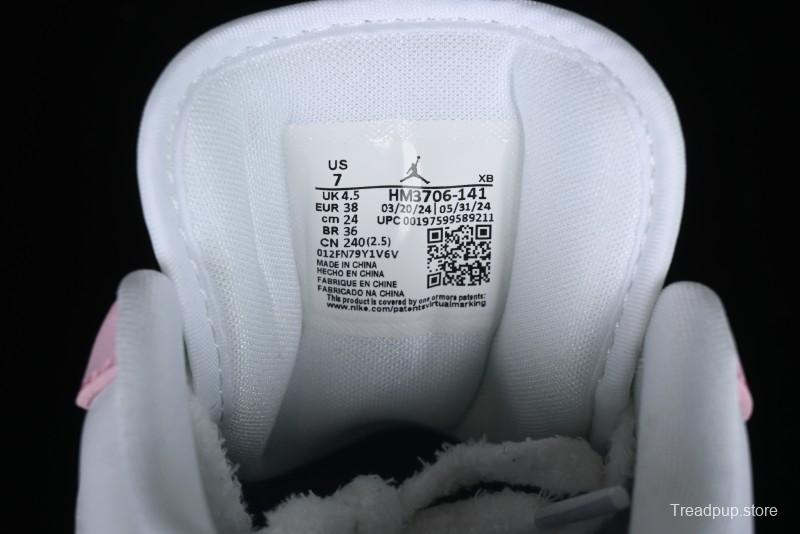 US
7 XB
UK 4.5 HM3706-141
EUR 38 03/20/24 | 05/31/24
cm 24 UPC 00197599589211
BR 36
CN 240(2.5)
012FN79Y1V6V
MADE IN CHINA
HECHO EN CHINA
FABRIQUE EN CHINE
FABRICADO NA CHINA
This product is covered by one or more patents:
www.nike.com/patentsvirtualmarking
Treadpup.store